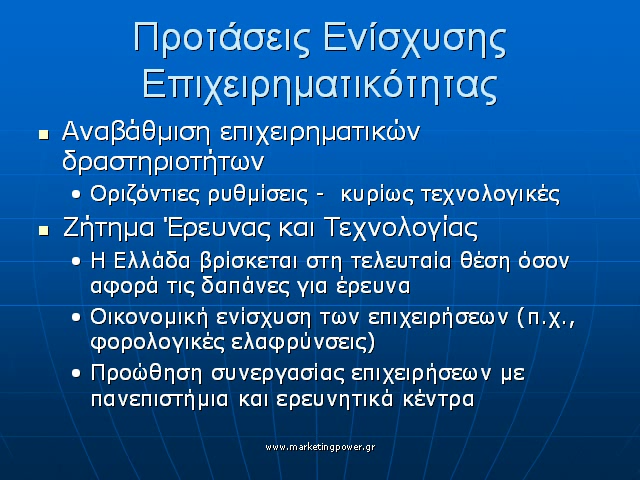 Προτάσεις Ενίσχυσης
Επιχειρηματικότητας
Αναβάθμιση επιχειρηματικών
δραστηριοτήτων
• Οριζόντιες ρυθμίσεις - κυρίως τεχνολογικές
Ζήτημα Έρευνας και Τεχνολογίας
• Η Ελλάδα βρίσκεται στη τελευταία θέση όσον
αφορά τις δαπάνες για έρευνα
• Οικονομική ενίσχυση των επιχειρήσεων (π.χ.,
φορολογικές ελαφρύνσεις)
• Προώθηση συνεργασίας επιχειρήσεων με
πανεπιστήμια και ερευνητικά κέντρα
www.marketingpower.gr